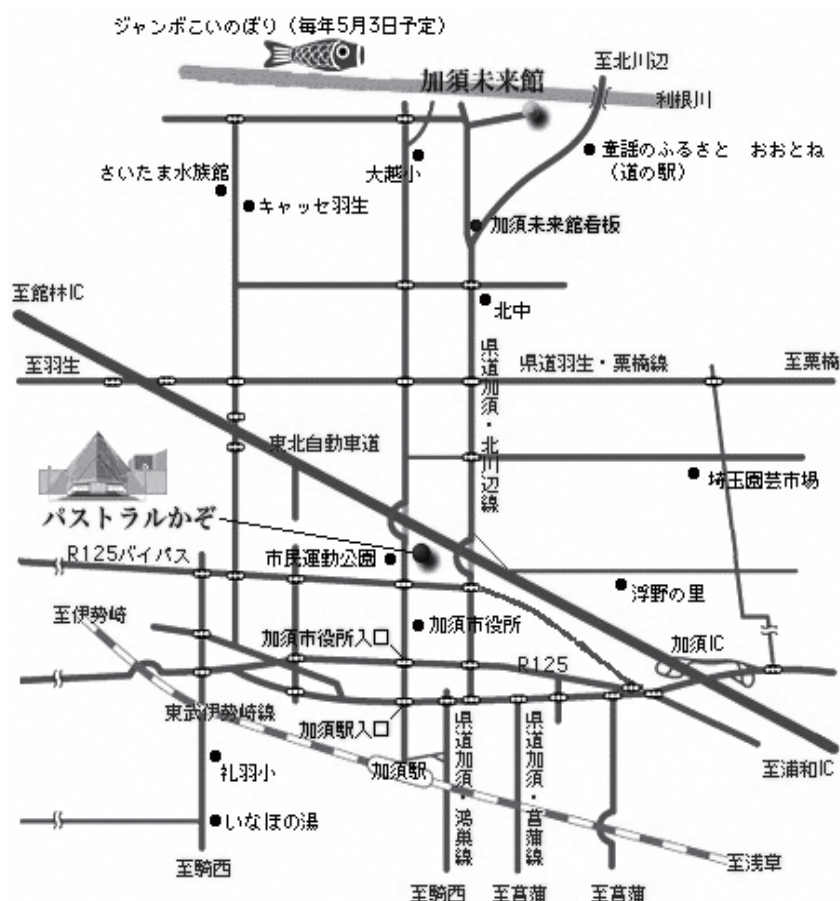 ジャンボこいのぼり(毎年5月3日予定)
至北川辺
加須未来館
利根川
さいたま水族館
大越小
童謡のふるさと おおとね
(道の駅)
キャッセ羽生
加須未来館看板
至館林IC
北中
至羽生
県道羽生・栗橋線
至栗橋
県道加須・北川辺線
東北自動車道
埼玉園芸市場
パストラルかぞ
R125バイパス
市民運動公園
浮野の里
至伊勢崎
加須市役所入口
加須市役所
加須IC
R125
東武伊勢崎線
加須駅入口
県道加須・鴻巣線
県道加須・菖蒲線
礼羽小
加須駅
至浦和IC
いなほの湯
至騎西
至騎西
至菖蒲
至菖蒲
至浅草